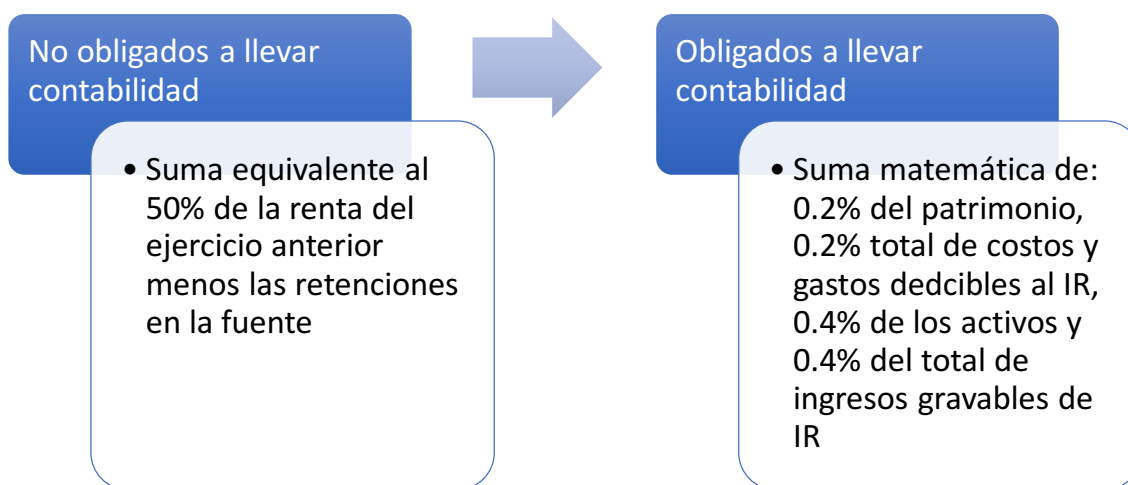 No obligados a llevar
contabilidad
• Suma equivalente al
50% de la renta del
ejercicio anterior
menos las retenciones
en la fuente
Obligados a llevar
contabilidad
• Suma matemática de:
0.2% del patrimonio,
0.2% total de costos y
gastos dedcibles al IR,
0.4% de los activos y
0.4% del total de
ingresos gravables de
IR